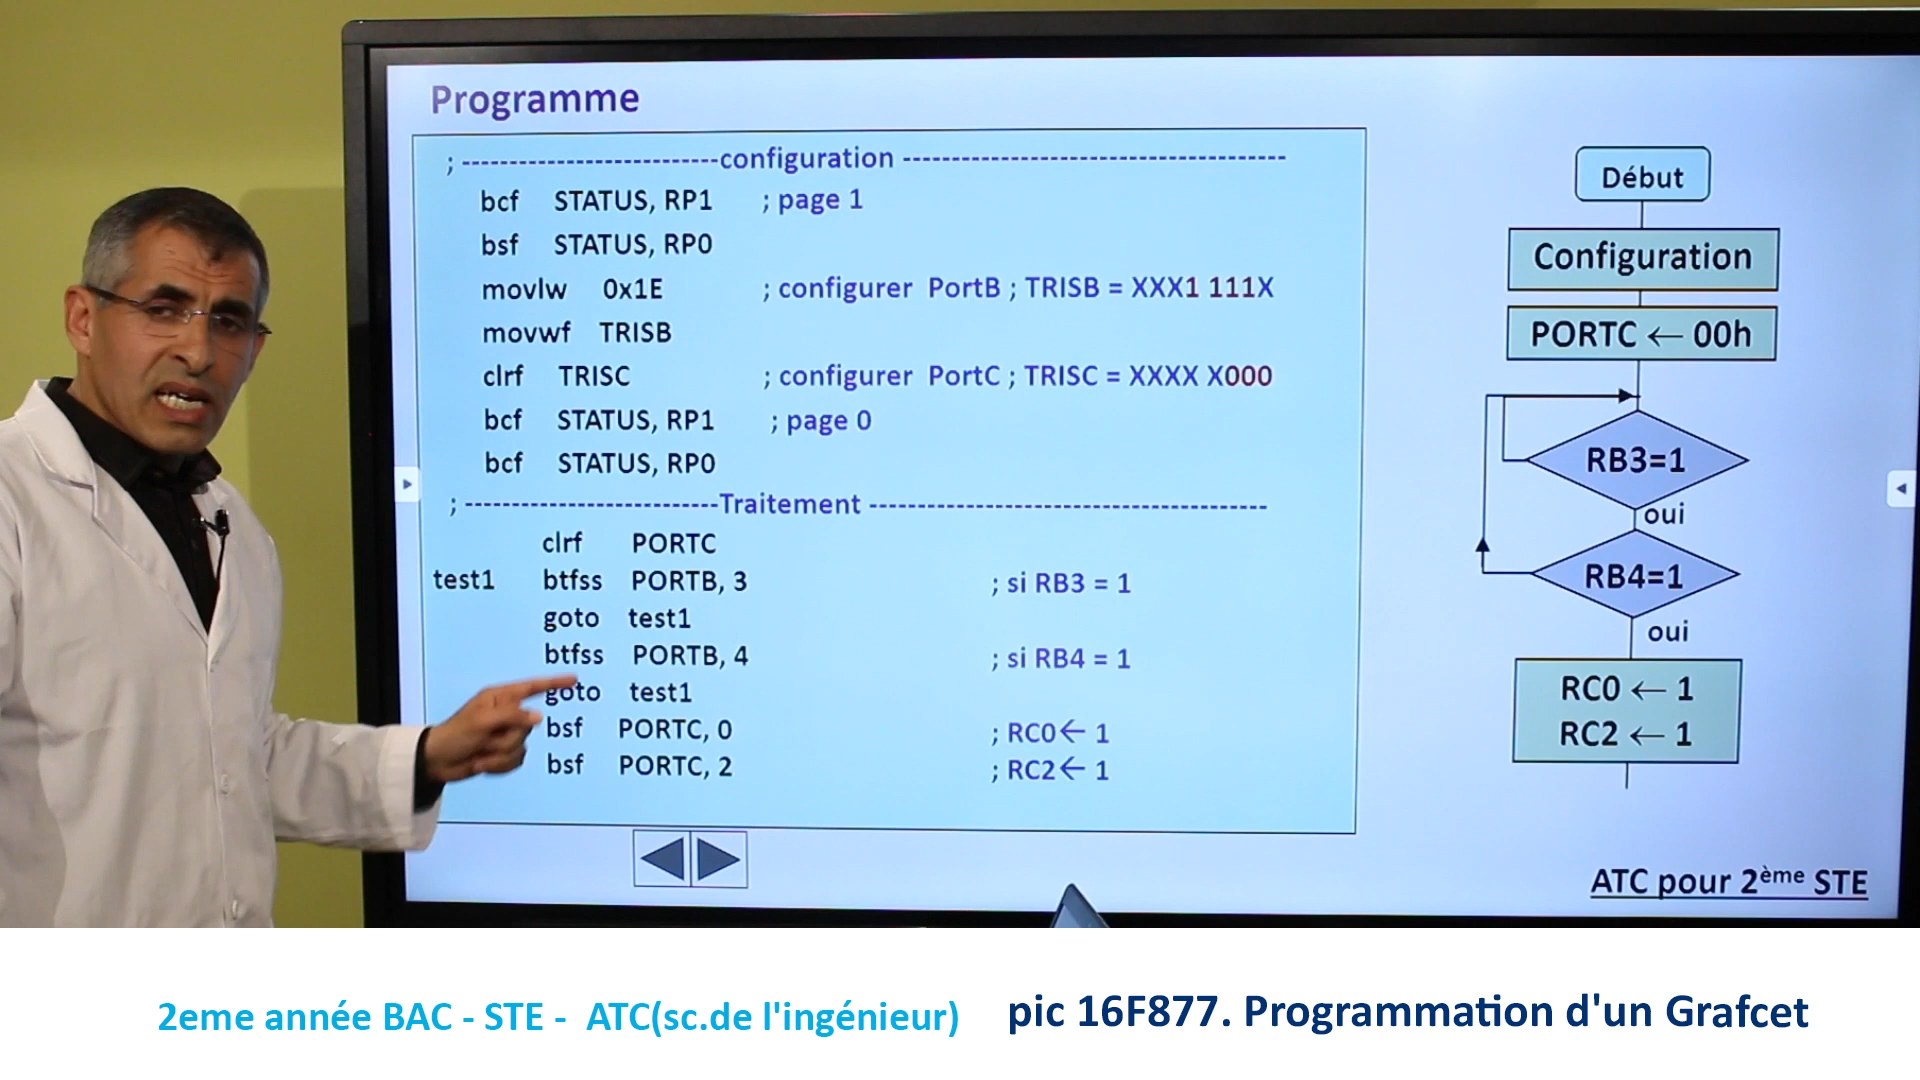 Programme
; ---------------------------configuration ----------------------------------------
bcf STATUS, RP1 ; page 1
bsf STATUS, RP0
movlw 0x1E ; configurer PortB ; TRISB = XXX1 111X
movwf TRISB
clrf TRISC ; configurer PortC ; TRISC = XXXX X000
bcf STATUS, RP1 ; page 0
bcf STATUS, RP0
; ---------------------------Traitement ------------------------------------------
clrf PORTC
test1 btfss PORTB, 3 ; si RB3 = 1
goto test1
btfss PORTB, 4 ; si RB4 = 1
goto test1
bsf PORTC, 0 ; RC0← 1
bsf PORTC, 2 ; RC2← 1
Début
Configuration
PORTC ← 00h
RB3=1
oui
RB4=1
oui
RC0 ← 1
RC2 ← 1
ATC pour 2ème STE
2eme année BAC - STE - ATC(sc.de l'ingénieur)
pic 16F877. Programmation d'un Grafcet